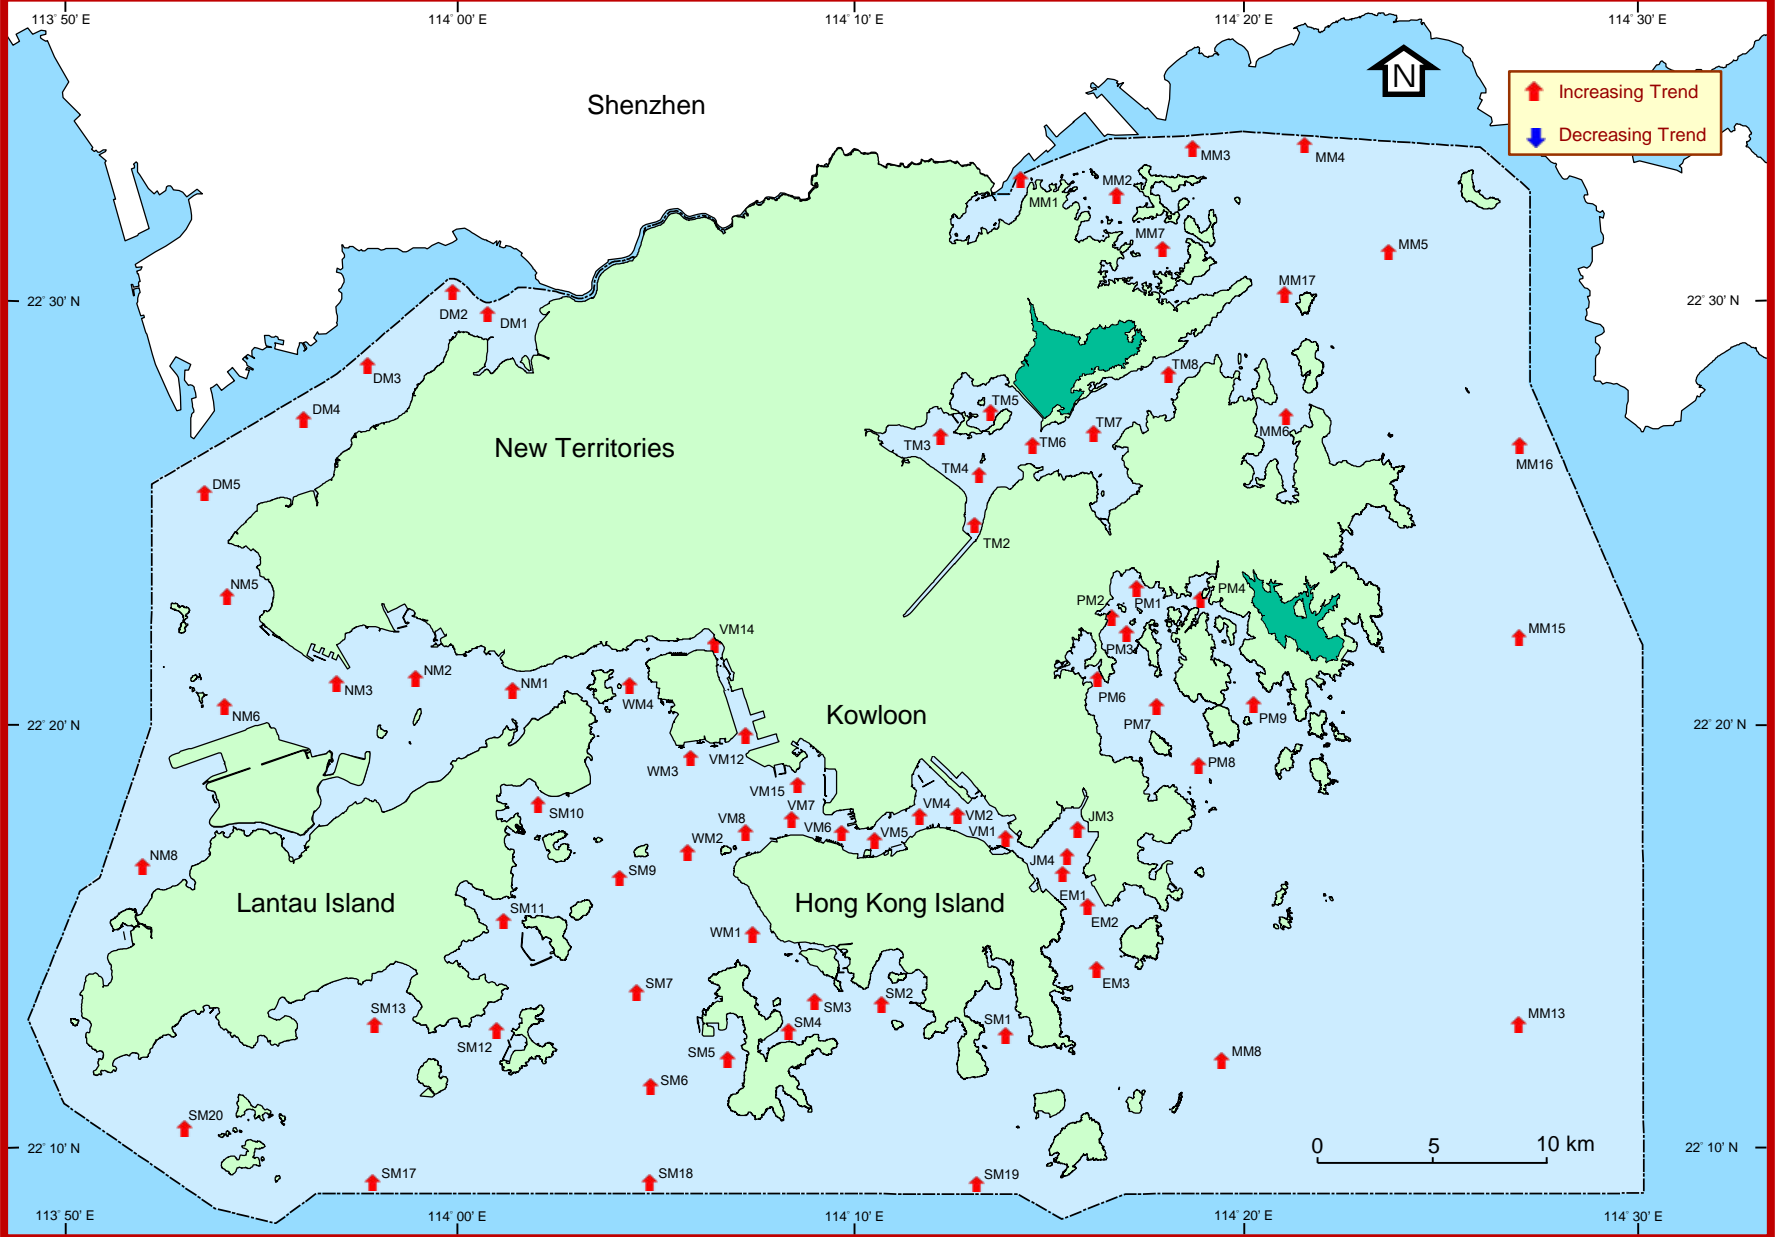 113° 50' E
114° 00' E
114° 10' E
114° 20' E
114° 30' E
N
Increasing Trend
Decreasing Trend
Shenzhen
MM3
MM4
MM2
MM1
MM7
MM5
MM17
22° 30' N
22° 30' N
DM2
DM1
DM3
TM8
DM4
TM5
TM7
MM6
TM3
TM6
New Territories
MM16
TM4
DM5
TM2
NM5
PM4
PM2
PM1
VM14
MM15
PM3
NM2
NM1
NM3
PM6
WM4
NM6
Kowloon
PM7
PM9
22° 20' N
22° 20' N
VM12
WM3
PM8
VM15
VM7
VM4
SM10
VM8
VM6
VM2
JM3
VM5
VM1
WM2
NM8
JM4
SM9
EM1
Lantau Island
Hong Kong Island
SM11
EM2
WM1
EM3
SM7
SM2
SM13
SM3
MM13
SM4
SM1
SM12
SM5
MM8
SM6
SM20
22° 10' N
0
5
10 km
22° 10' N
SM17
SM18
SM19
113° 50' E
114° 00' E
114° 10' E
114° 20' E
114° 30' E